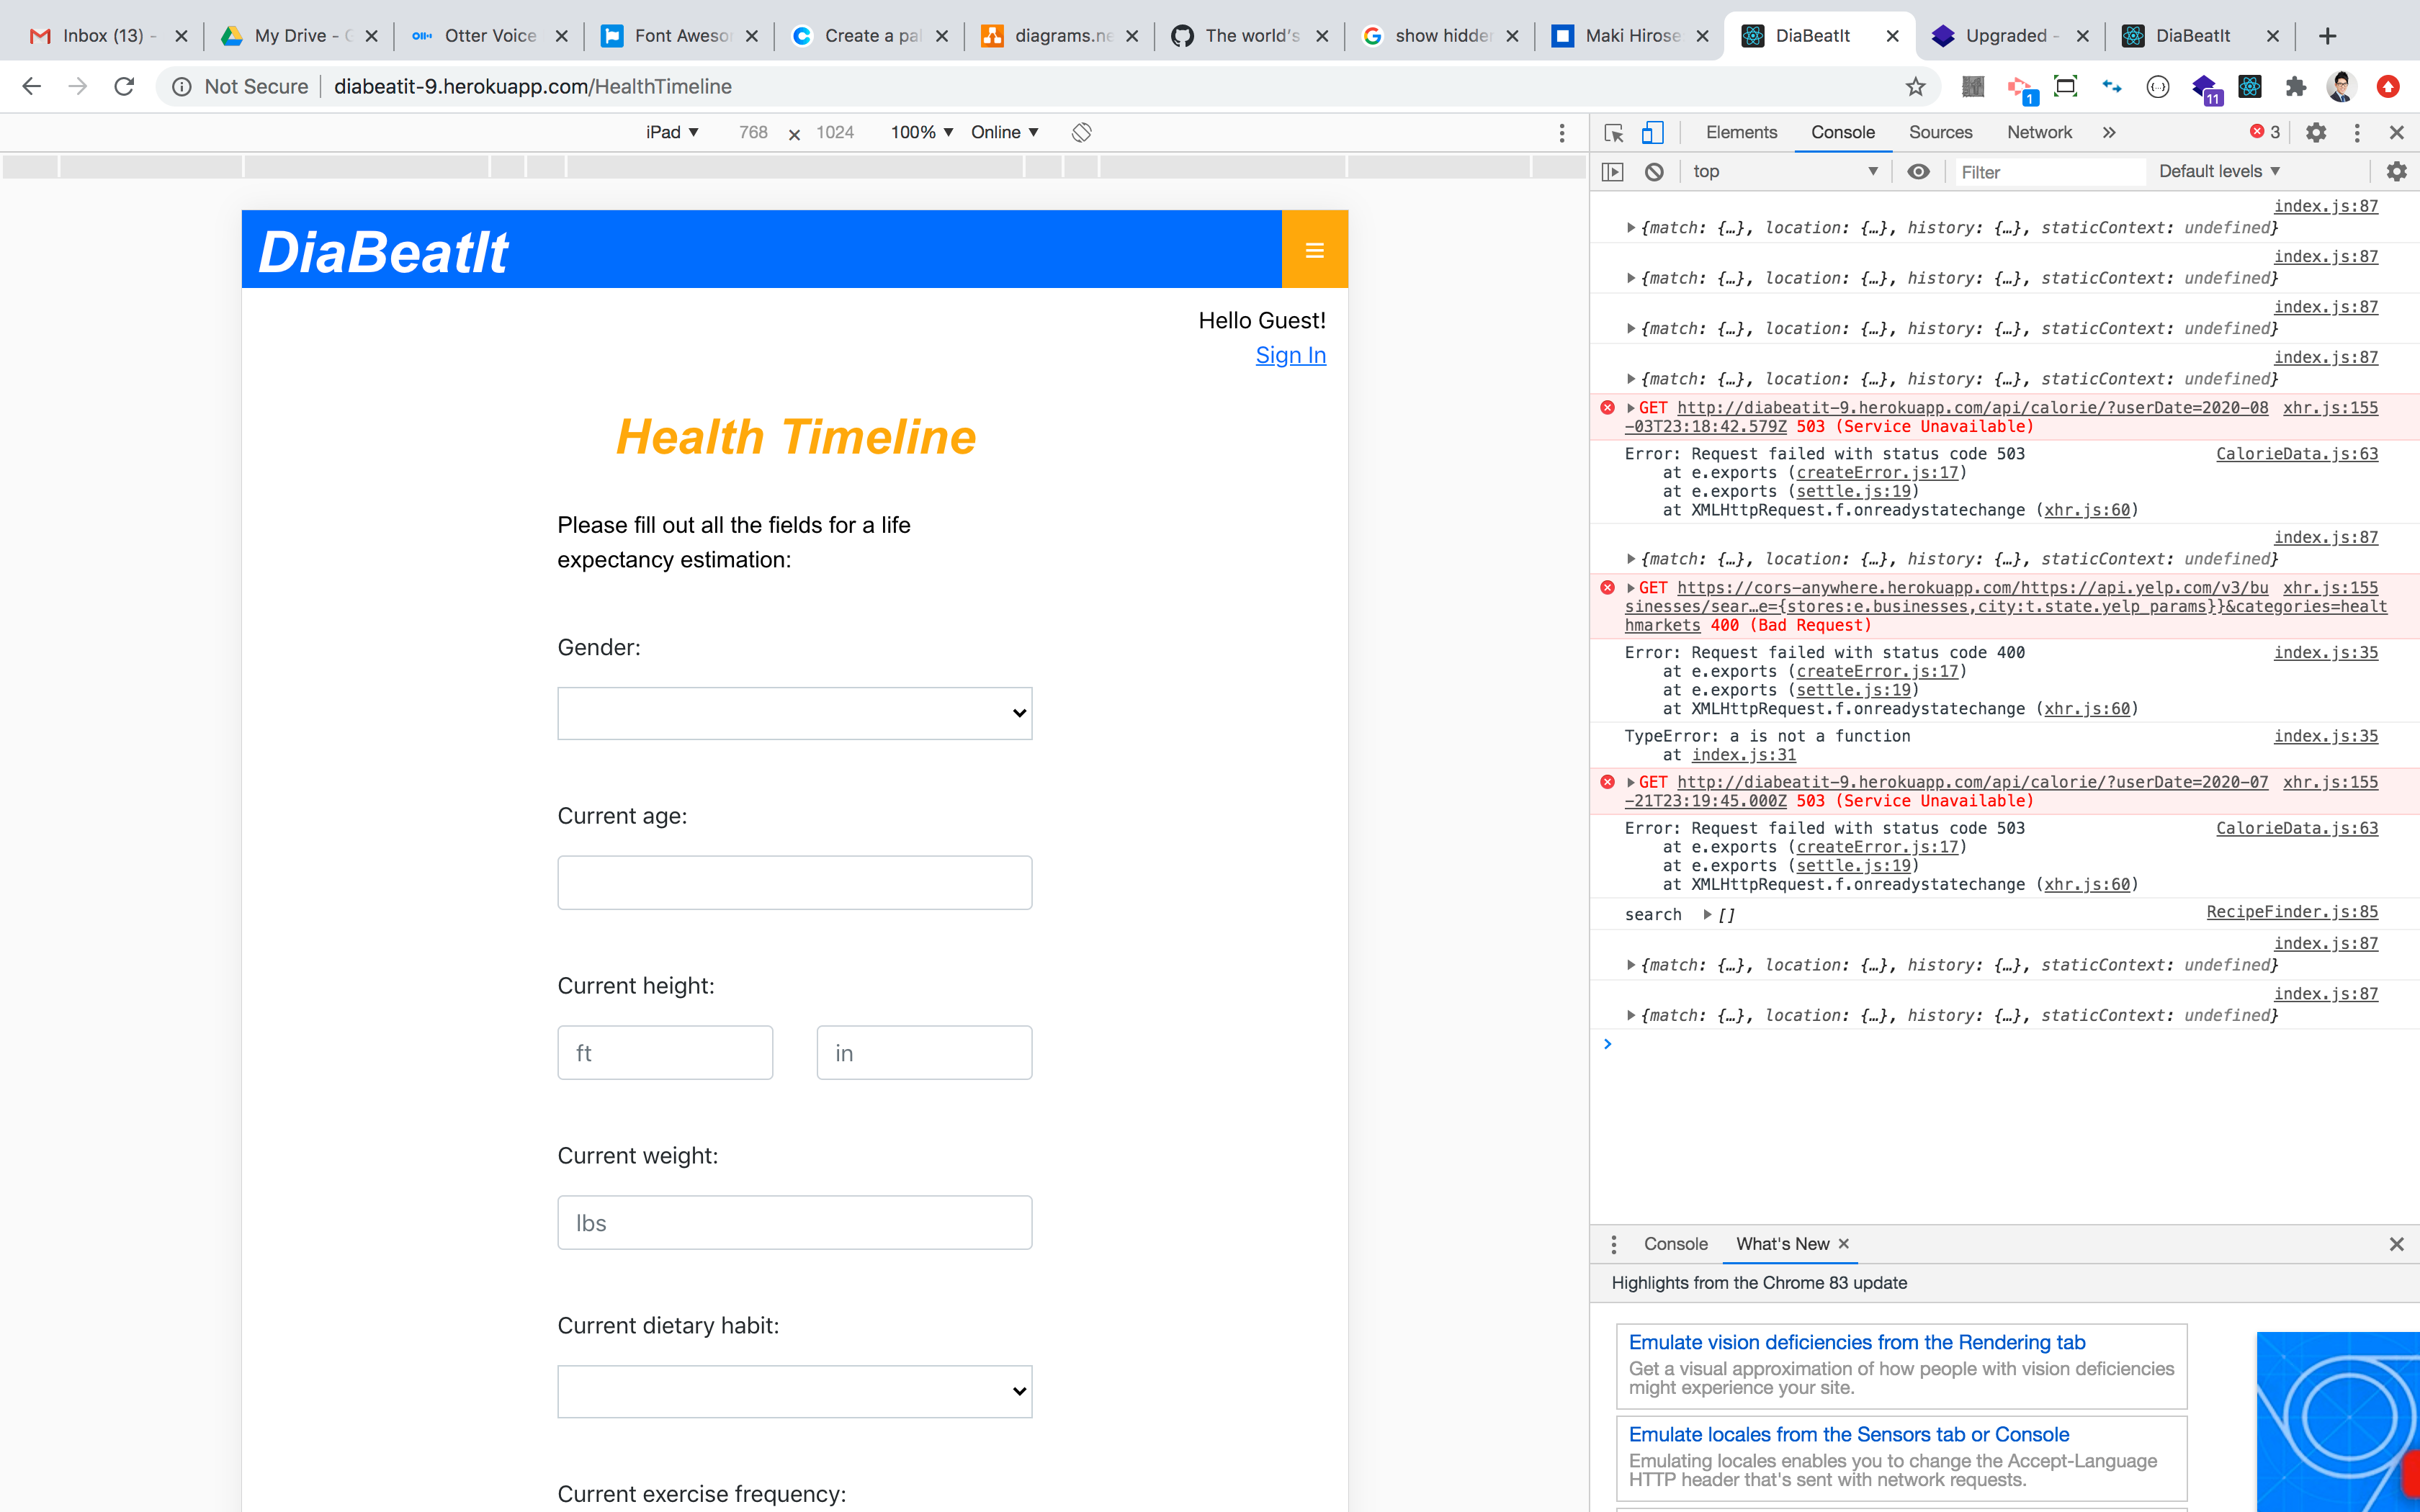 Inbox (13) -
My Drive -
Otter Voice
Font Aweso
Create a pal
diagrams.ne
The world's
show hidden
Maki Hirose
DiaBeatIt
Upgraded -
DiaBeatIt
Not Secure
diabeatit-9.herokuapp.com/HealthTimeline
1
11
iPad ▼ 768 x 1024 100% ▼ Online ▼
DiaBeatIt
Hello Guest!
Sign In
Health Timeline
Please fill out all the fields for a life
expectancy estimation:
Gender:
Current age:
Current height:
ft in
Current weight:
lbs
Current dietary habit:
Current exercise frequency:
Elements Console Sources Network » 3
top Filter Default levels ▼
index.js:87
{match: {…}, location: {…}, history: {…}, staticContext: undefined}
index.js:87
{match: {…}, location: {…}, history: {…}, staticContext: undefined}
index.js:87
{match: {…}, location: {…}, history: {…}, staticContext: undefined}
index.js:87
{match: {…}, location: {…}, history: {…}, staticContext: undefined}
GET http://diabeatit-9.herokuapp.com/api/calorie/?userDate=2020-08 xhr.js:155
-03T23:18:42.579Z 503 (Service Unavailable)
Error: Request failed with status code 503 CalorieData.js:63
at e.exports (createError.js:17)
at e.exports (settle.js:19)
at XMLHttpRequest.f.onreadystatechange (xhr.js:60)
index.js:87
{match: {…}, location: {…}, history: {…}, staticContext: undefined}
GET https://cors-anywhere.herokuapp.com/https://api.yelp.com/v3/bu xhr.js:155
sinesses/sear…e={stores:e.businesses,city:t.state.yelp_params}}&categories=healt
hmarkets 400 (Bad Request)
Error: Request failed with status code 400 index.js:35
at e.exports (createError.js:17)
at e.exports (settle.js:19)
at XMLHttpRequest.f.onreadystatechange (xhr.js:60)
TypeError: a is not a function index.js:35
at index.js:31
GET http://diabeatit-9.herokuapp.com/api/calorie/?userDate=2020-07 xhr.js:155
-21T23:19:45.000Z 503 (Service Unavailable)
Error: Request failed with status code 503 CalorieData.js:63
at e.exports (createError.js:17)
at e.exports (settle.js:19)
at XMLHttpRequest.f.onreadystatechange (xhr.js:60)
search [] RecipeFinder.js:85
index.js:87
{match: {…}, location: {…}, history: {…}, staticContext: undefined}
index.js:87
{match: {…}, location: {…}, history: {…}, staticContext: undefined}
Console What's New
Highlights from the Chrome 83 update
Emulate vision deficiencies from the Rendering tab
Get a visual approximation of how people with vision deficiencies
might experience your site.
Emulate locales from the Sensors tab or Console
Emulating locales enables you to change the Accept-Language
HTTP header that's sent with network requests.